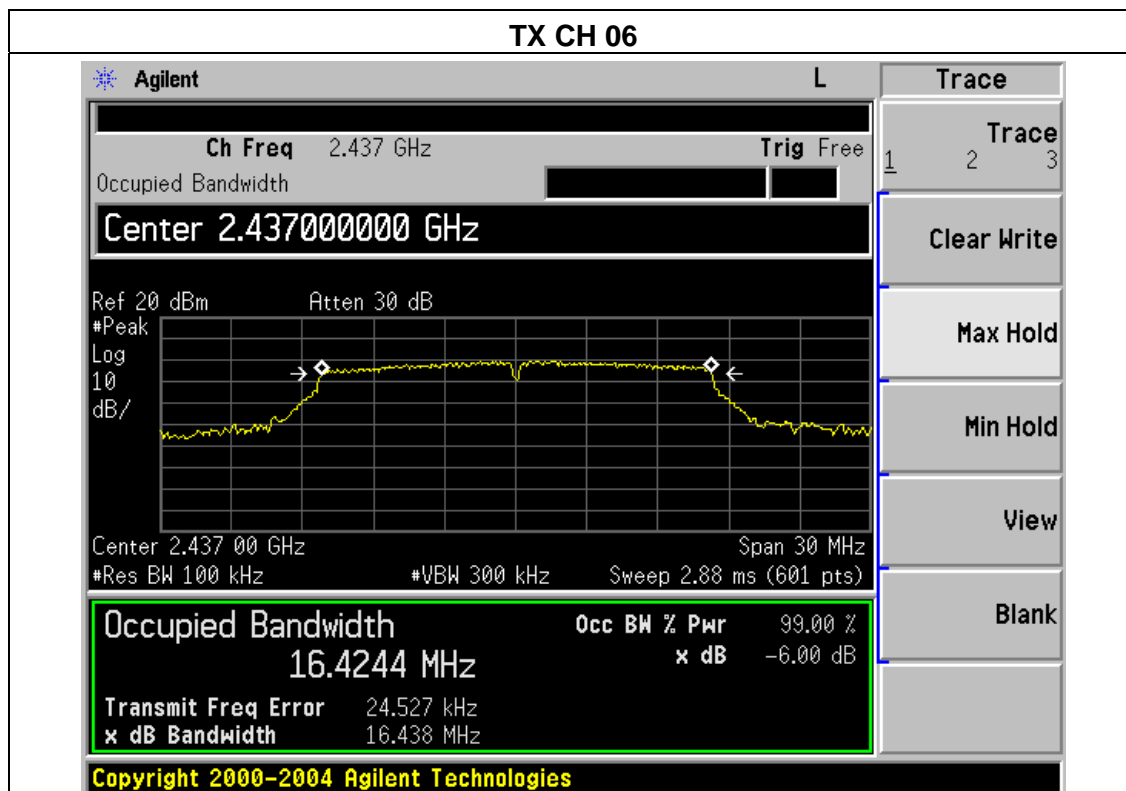 TX CH 06
Agilent L Trace
Ch Freq 2.437 GHz Trig Free
Occupied Bandwidth
Center 2.437000000 GHz
Ref 20 dBm Atten 30 dB
#Peak
Log
10
dB/
Center 2.437 00 GHz Span 30 MHz
#Res BW 100 kHz #VBW 300 kHz Sweep 2.88 ms (601 pts)
Occupied Bandwidth Occ BW % Pwr 99.00 %
16.4244 MHz x dB -6.00 dB
Transmit Freq Error 24.527 kHz
x dB Bandwidth 16.438 MHz
Copyright 2000-2004 Agilent Technologies
Trace
1 2 3
Clear Write
Max Hold
Min Hold
View
Blank